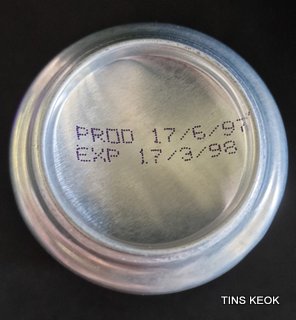 PROD 17/6/97
EXP 17/3/98
TINS KEOK